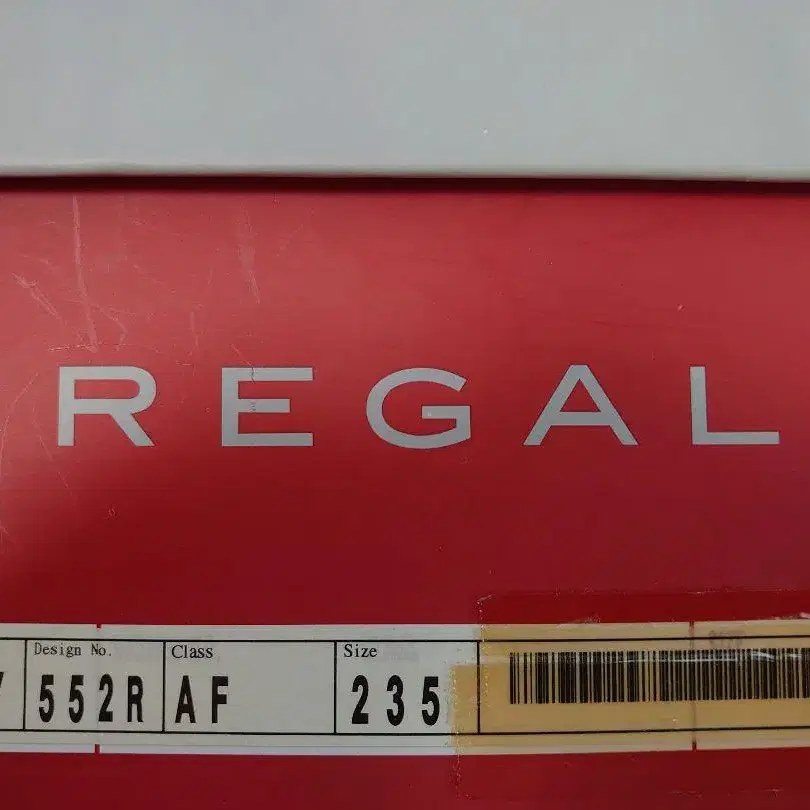 REGAL
Design No. Class Size
552R AF 235